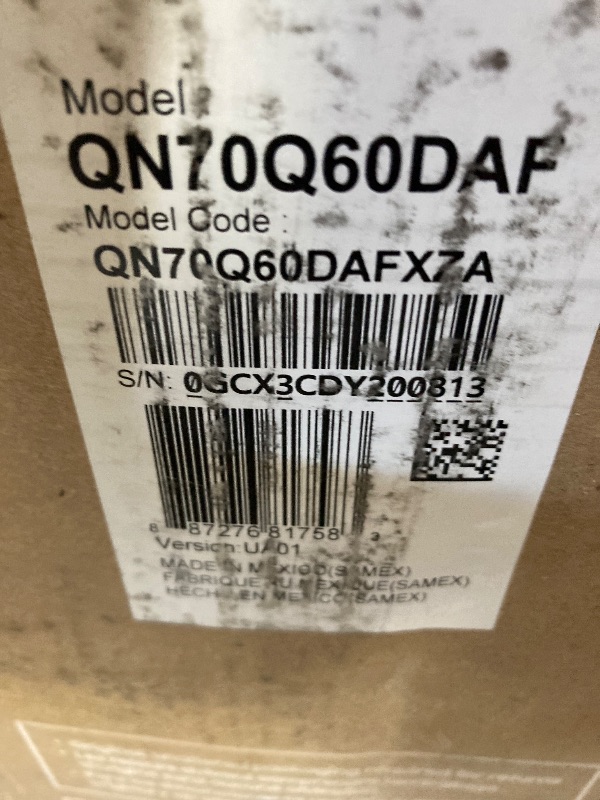 Model :
QN70Q60DAF
Model Code :
QN70Q60DAFXZA
S/N: 0GCX3CDY200813
8 87276 81758 3
Version: UA01
MADE IN MEXICO(SAMEX)
FABRIQUE AU MEXIQUE(SAMEX)
HECHO EN MEXICO(SAMEX)